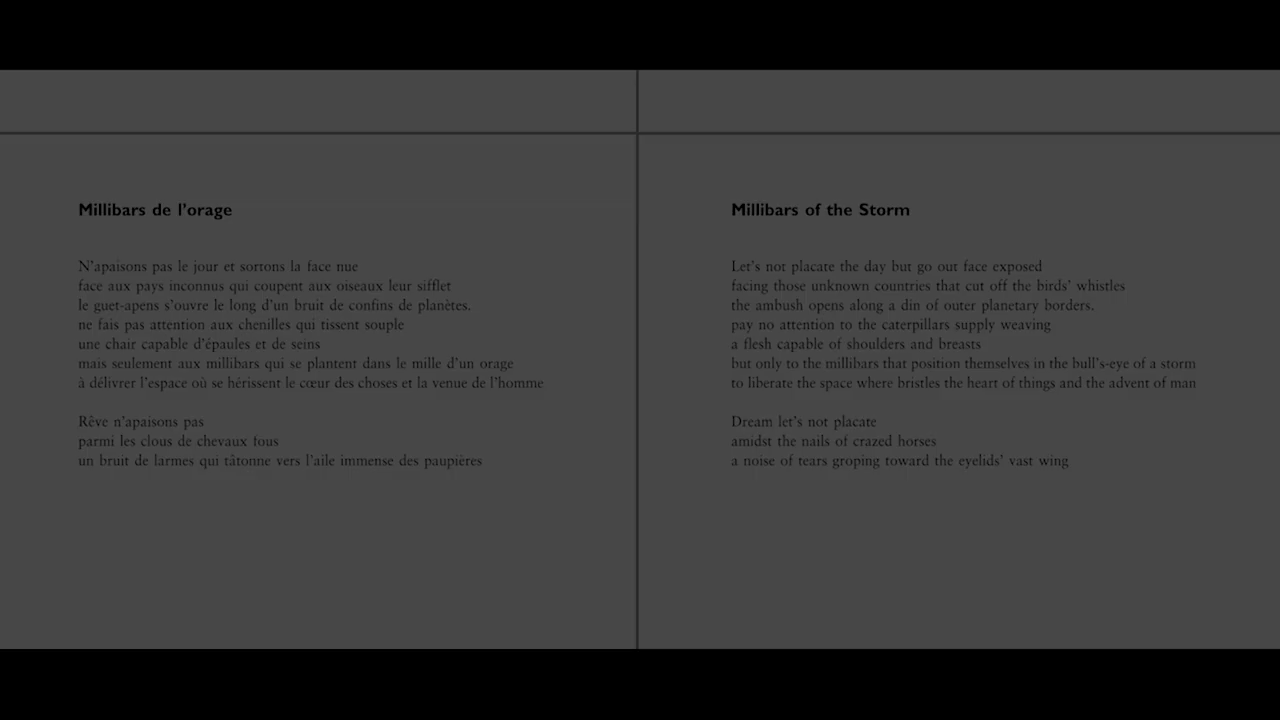 Millibars de l'orage
N'apaisons pas le jour et sortons la face nue
face aux pays inconnus qui coupent aux oiseaux leur sifflet
le guet-apens s'ouvre le long d'un bruit de confins de planètes.
ne fais pas attention aux chenilles qui tissent souple
une chair capable d'épaules et de seins
mais seulement aux millibars qui se plantent dans le mille d'un orage
à délivrer l'espace où se hérissent le cœur des choses et la venue de l'homme
Rêve n'apaisons pas
parmi les clous de chevaux fous
un bruit de larmes qui tâtonne vers l'aile immense des paupières
Millibars of the Storm
Let's not placate the day but go out face exposed
facing those unknown countries that cut off the birds' whistles
the ambush opens along a din of outer planetary borders.
pay no attention to the caterpillars supply weaving
a flesh capable of shoulders and breasts
but only to the millibars that position themselves in the bull's-eye of a storm
to liberate the space where bristles the heart of things and the advent of man
Dream let's not placate
amidst the nails of crazed horses
a noise of tears groping toward the eyelids' vast wing